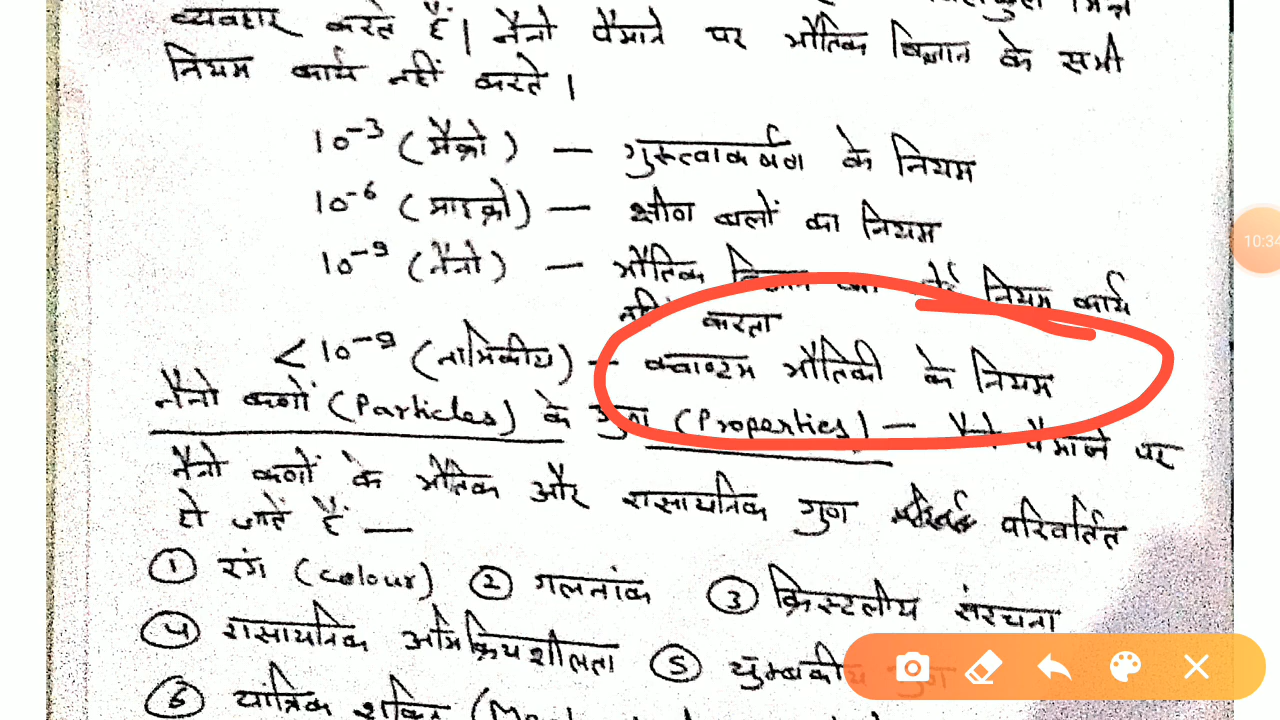 भिन्न
व्यवहार करते हैं। नैनो पैमाने पर भौतिक विज्ञान के सभी
नियम कार्य नहीं करते।
10⁻³ (मैक्रो) — गुरूत्वाकर्षण के नियम
10⁻⁶ (माइक्रो) — क्षीण बलों का नियम
10⁻⁹ (नैनो) — भौतिक विज्ञान का कोई नियम कार्य
नहीं करता
<10⁻⁹ (नाभिकीय) — क्वाण्टम भौतिकी के नियम
नैनो कणों (Particles) के गुण (Properties) — नैनो पैमाने पर
नैनो कणों के भौतिक और रासायनिक गुण परिवर्तित
हो जाते हैं —
① रंग (colour) ② गलनांक ③ क्रिस्टलीय संरचना
④ रासायनिक अभिक्रियशीलता ⑤ चुम्बकीय गुण
⑥ यांत्रिक शक्ति
10:34